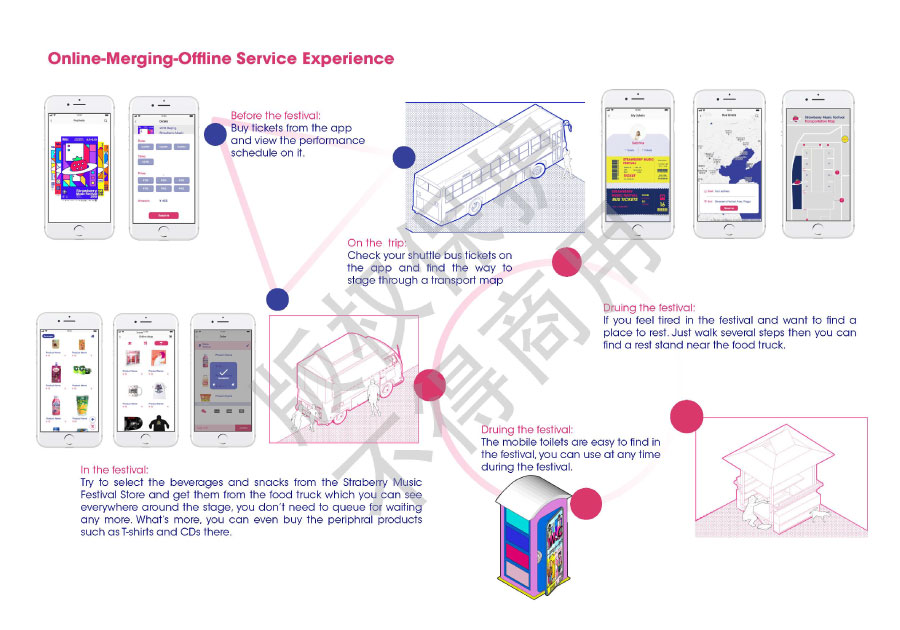 Online-Merging-Offline Service Experience
Before the festival:
Buy tickets from the app
and view the performance
schedule on it.
On the trip:
Check your shuttle bus tickets on
the app and find the way to
stage through a transport map
Druing the festival:
If you feel tired in the festival and want to find a
place to rest. Just walk several steps then you can
find a rest stand near the food truck.
Druing the festival:
The mobile toilets are easy to find in
the festival, you can use at any time
during the festival.
In the festival:
Try to select the beverages and snacks from the Straberry Music
Festival Store and get them from the food truck which you can see
everywhere around the stage, you don't need to queue for waiting
any more. What's more, you can even buy the periphral products
such as T-shirts and CDs there.
Strawberry Music Festival
Transportation Map
STRAWBERRY MUSIC
BUS TICKETS
版权保护
不得商用